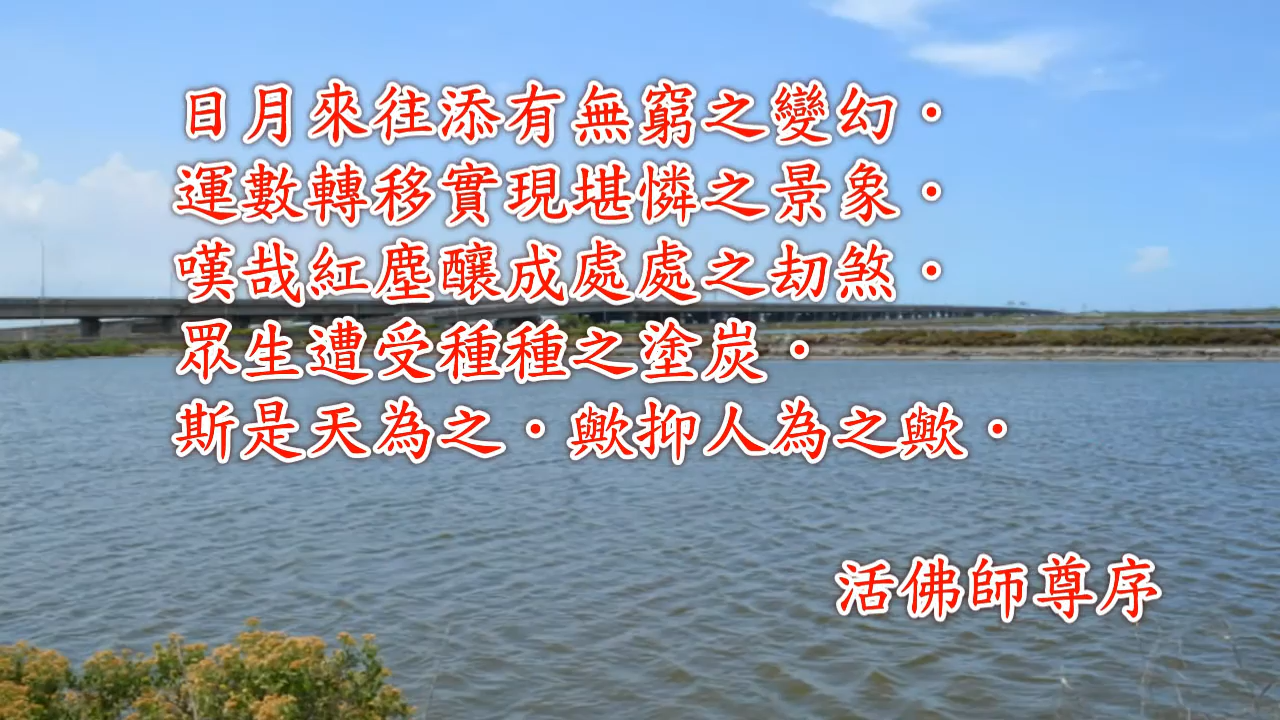 日月來往添有無窮之變幻．
運數轉移實現堪憐之景象．
嘆哉紅塵釀成處處之刧煞．
眾生遭受種種之塗炭．
斯是天為之．歟抑人為之歟．
活佛師尊序